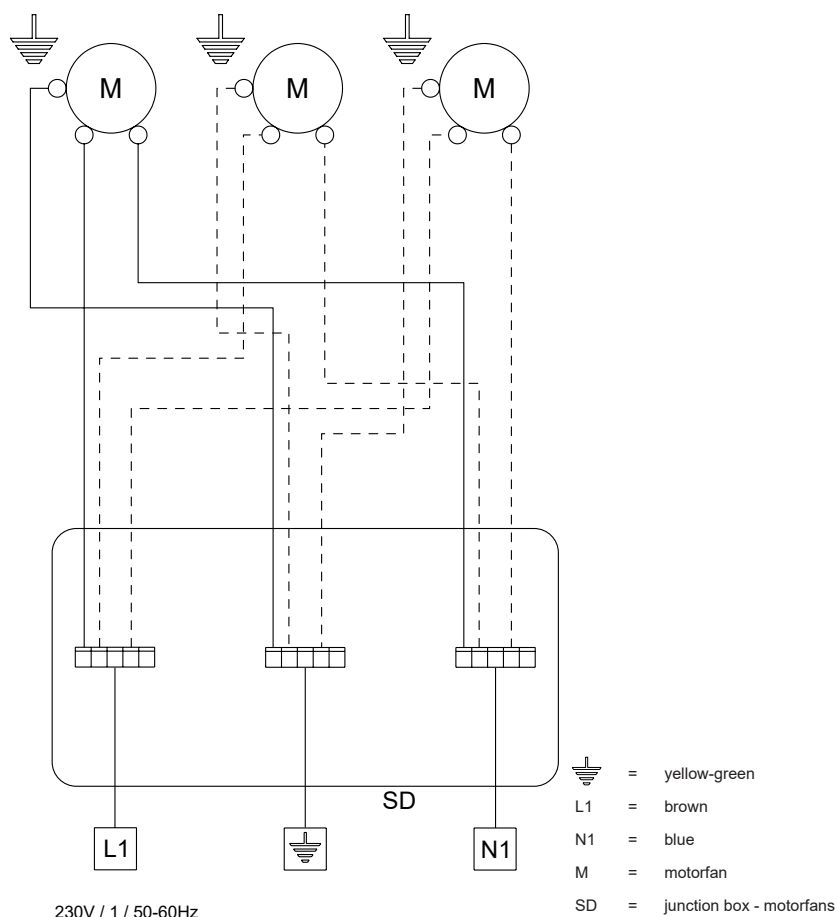 M M M
SD
L1 N1
230V / 1 / 50-60Hz
= yellow-green
L1 = brown
N1 = blue
M = motorfan
SD = junction box - motorfans